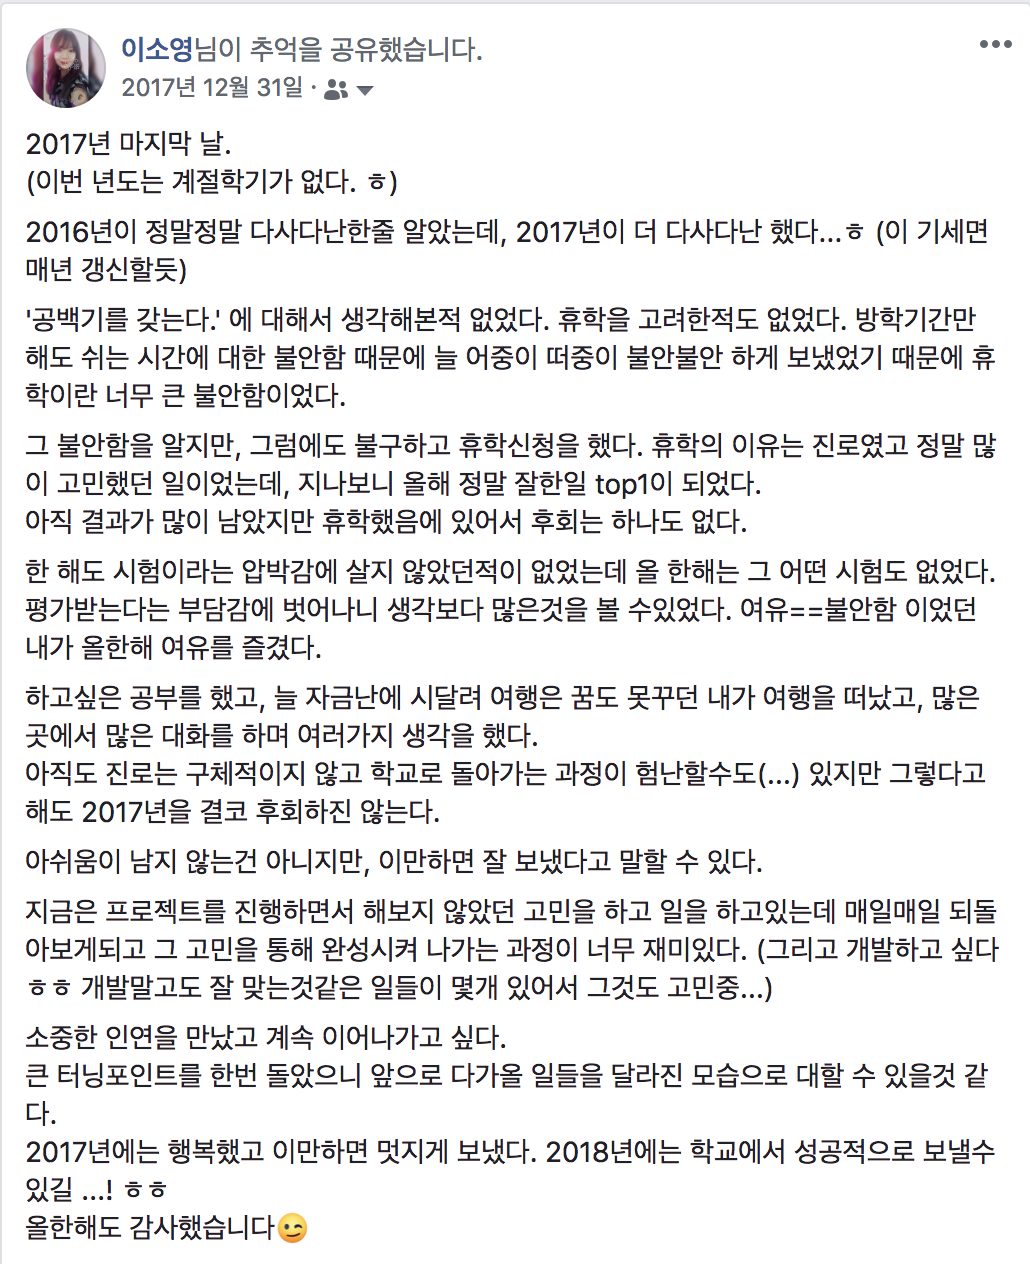 이소영님이 추억을 공유했습니다.
2017년 12월 31일 ·
2017년 마지막 날.
(이번 년도는 계절학기가 없다. ㅎ)
2016년이 정말정말 다사다난한줄 알았는데, 2017년이 더 다사다난 했다...ㅎ (이 기세면
매년 갱신할듯)
'공백기를 갖는다.' 에 대해서 생각해본적 없었다. 휴학을 고려한적도 없었다. 방학기간만
해도 쉬는 시간에 대한 불안함 때문에 늘 어중이 떠중이 불안불안 하게 보냈었기 때문에 휴
학이란 너무 큰 불안함이었다.
그 불안함을 알지만, 그럼에도 불구하고 휴학신청을 했다. 휴학의 이유는 진로였고 정말 많
이 고민했던 일이었는데, 지나보니 올해 정말 잘한일 top1이 되었다.
아직 결과가 많이 남았지만 휴학했음에 있어서 후회는 하나도 없다.
한 해도 시험이라는 압박감에 살지 않았던적이 없었는데 올 한해는 그 어떤 시험도 없었다.
평가받는다는 부담감에 벗어나니 생각보다 많은것을 볼 수있었다. 여유==불안함 이었던
내가 올한해 여유를 즐겼다.
하고싶은 공부를 했고, 늘 자금난에 시달려 여행은 꿈도 못꾸던 내가 여행을 떠났고, 많은
곳에서 많은 대화를 하며 여러가지 생각을 했다.
아직도 진로는 구체적이지 않고 학교로 돌아가는 과정이 험난할수도(...) 있지만 그렇다고
해도 2017년을 결코 후회하진 않는다.
아쉬움이 남지 않는건 아니지만, 이만하면 잘 보냈다고 말할 수 있다.
지금은 프로젝트를 진행하면서 해보지 않았던 고민을 하고 일을 하고있는데 매일매일 되돌
아보게되고 그 고민을 통해 완성시켜 나가는 과정이 너무 재미있다. (그리고 개발하고 싶다
ㅎㅎ 개발말고도 잘 맞는것같은 일들이 몇개 있어서 그것도 고민중...)
소중한 인연을 만났고 계속 이어나가고 싶다.
큰 터닝포인트를 한번 돌았으니 앞으로 다가올 일들을 달라진 모습으로 대할 수 있을것 같
다.
2017년에는 행복했고 이만하면 멋지게 보냈다. 2018년에는 학교에서 성공적으로 보낼수
있길 ...! ㅎㅎ
올한해도 감사했습니다😉